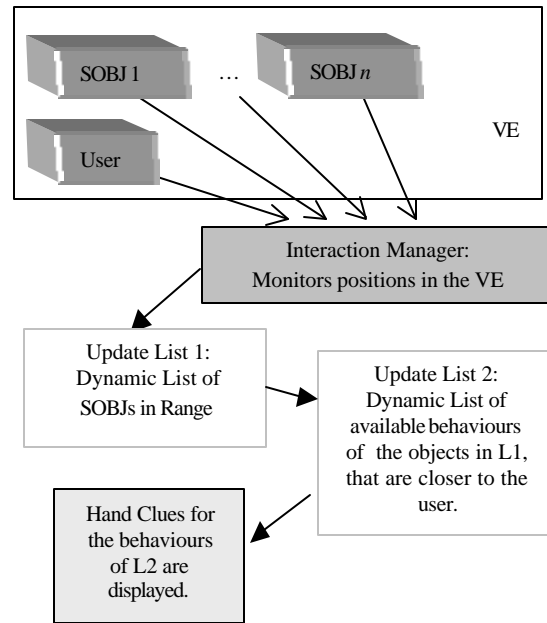 SOBJ 1
...
SOBJ n
VE
User
Interaction Manager:
Monitors positions in the VE
Update List 1:
Dynamic List of
SOBJs in Range
Update List 2:
Dynamic List of
available behaviours
of the objects in L1,
that are closer to the
user.
Hand Clues for
the behaviours
of L2 are
displayed.